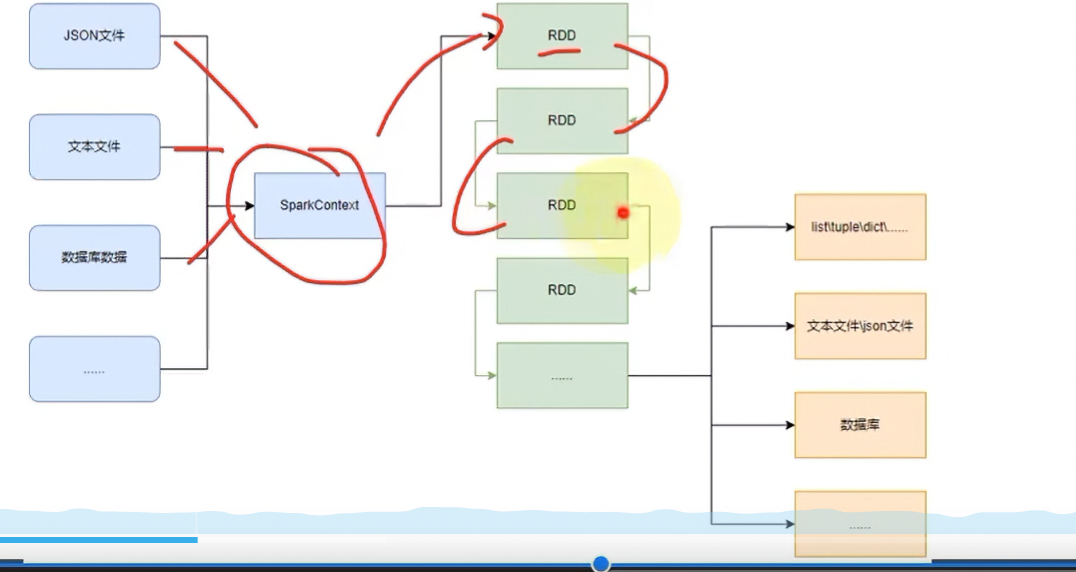 JSON文件
文本文件
数据库数据
......
SparkContext
RDD
RDD
RDD
RDD
......
list\tuple\dict\......
文本文件\json文件
数据库
......